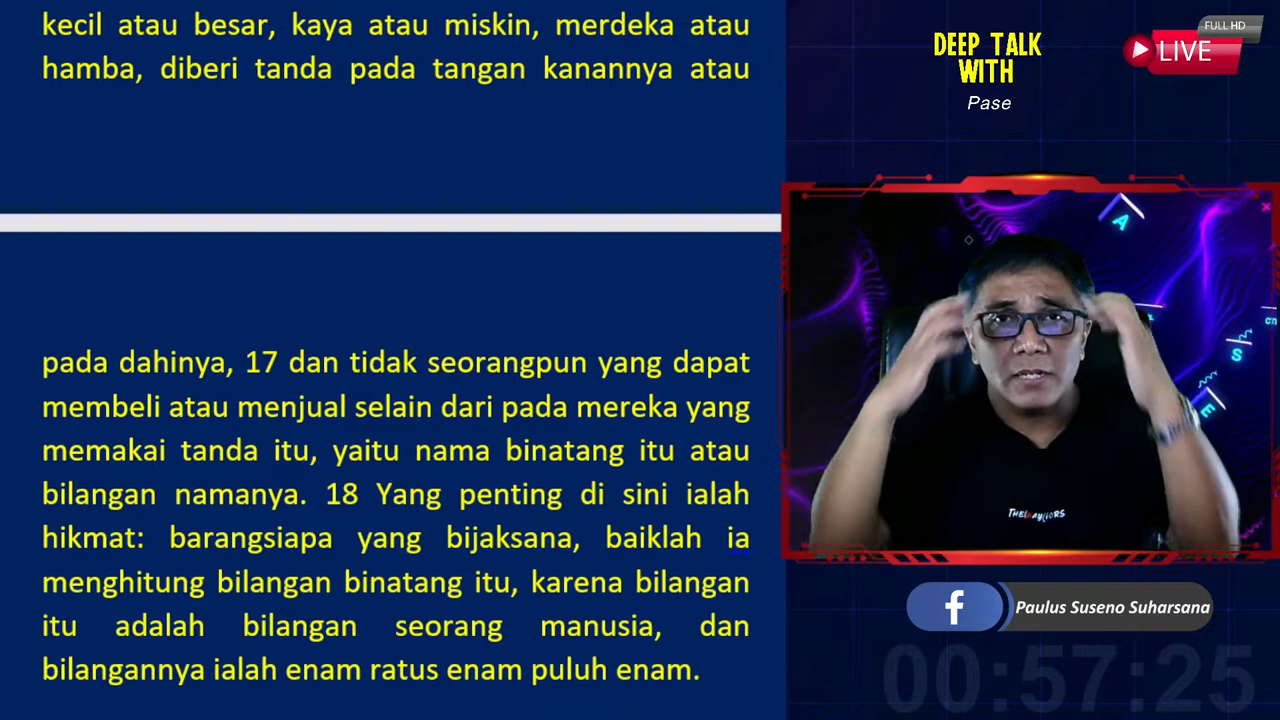 kecil atau besar, kaya atau miskin, merdeka atau
hamba, diberi tanda pada tangan kanannya atau
pada dahinya, 17 dan tidak seorangpun yang dapat
membeli atau menjual selain dari pada mereka yang
memakai tanda itu, yaitu nama binatang itu atau
bilangan namanya. 18 Yang penting di sini ialah
hikmat: barangsiapa yang bijaksana, baiklah ia
menghitung bilangan binatang itu, karena bilangan
itu adalah bilangan seorang manusia, dan
bilangannya ialah enam ratus enam puluh enam.
DEEP TALK
WITH
Pase
FULL HD
LIVE
A
S
E
Paulus Suseno Suharsana
00:57:25